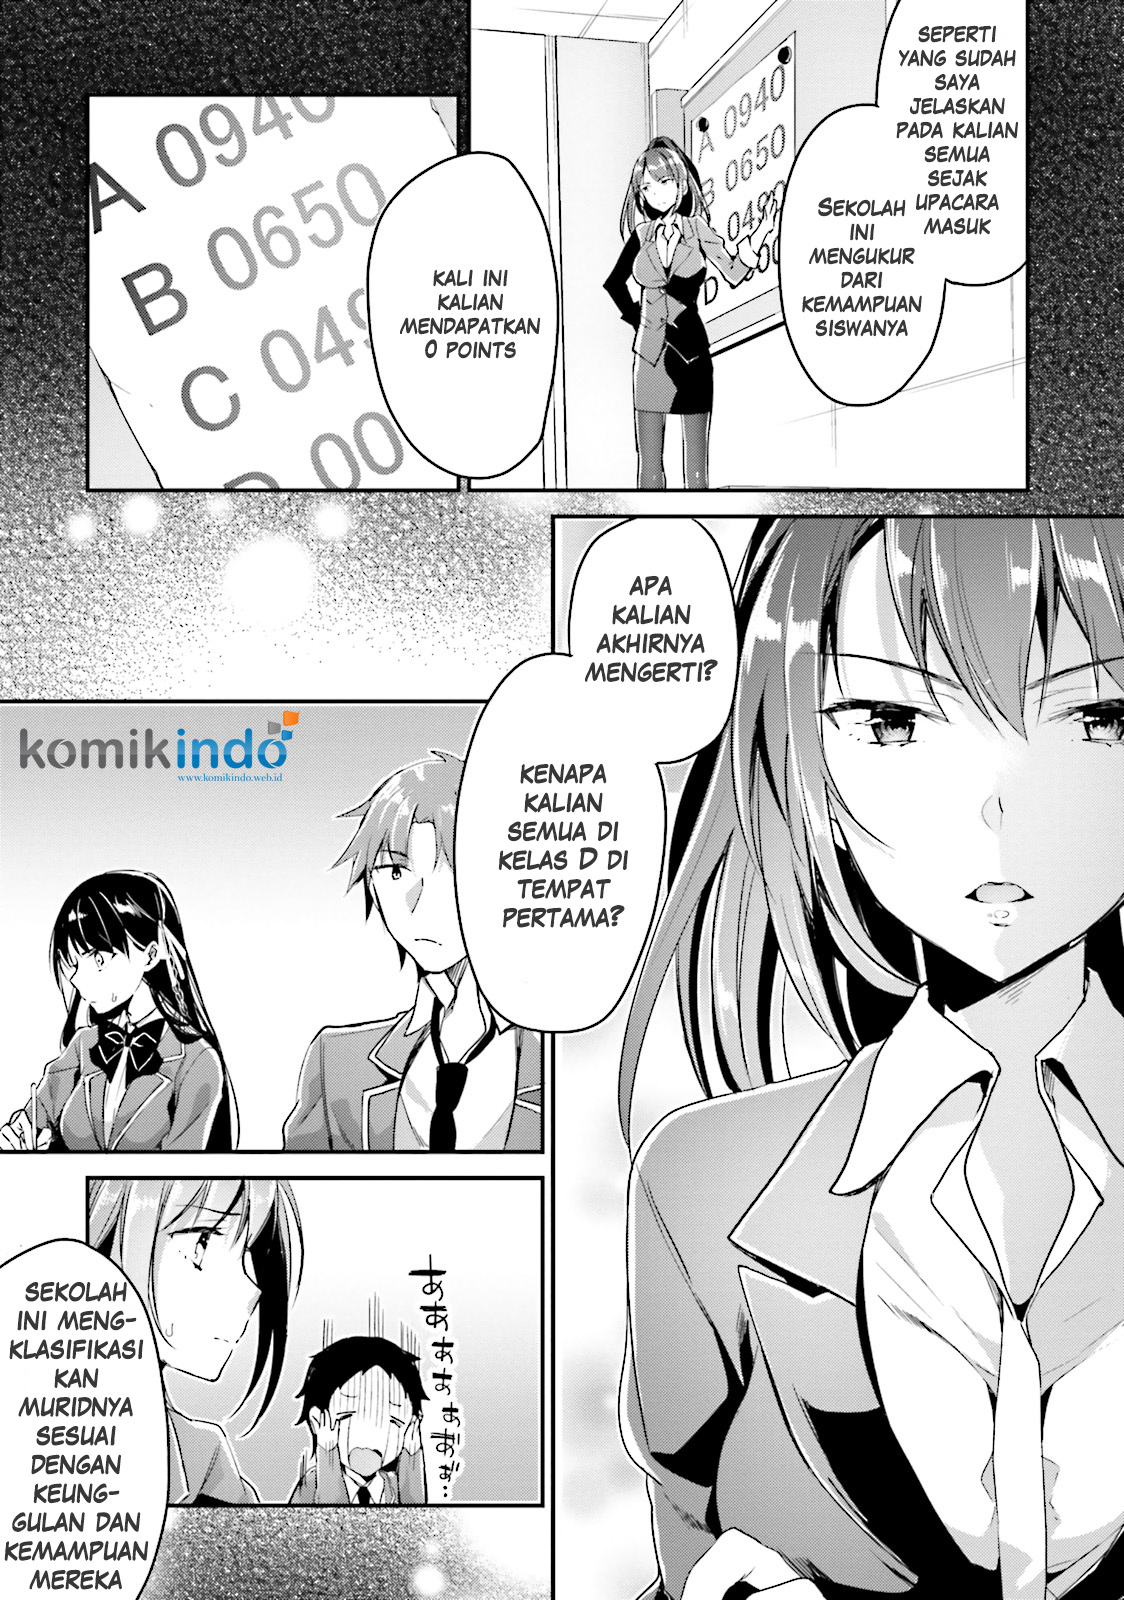 SEPERTI
YANG SUDAH
SAYA
JELASKAN
PADA KALIAN
SEMUA
SEJAK
UPACARA
MASUK
SEKOLAH
INI
MENGUKUR
DARI
KEMAMPUAN
SISWANYA
A 0940
B 0650
C 0490
D 00
A 0940
B 0650
C 049
D 00
KALI INI
KALIAN
MENDAPATKAN
0 POINTS
APA
KALIAN
AKHIRNYA
MENGERTI?
KENAPA
KALIAN
SEMUA DI
KELAS D DI
TEMPAT
PERTAMA?
komikindo
www.komikindo.web.id
SEKOLAH
INI MENG-
KLASIFIKASI
KAN
MURIDNYA
SESUAI
DENGAN
KEUNG-
GULAN DAN
KEMAMPUAN
MEREKA